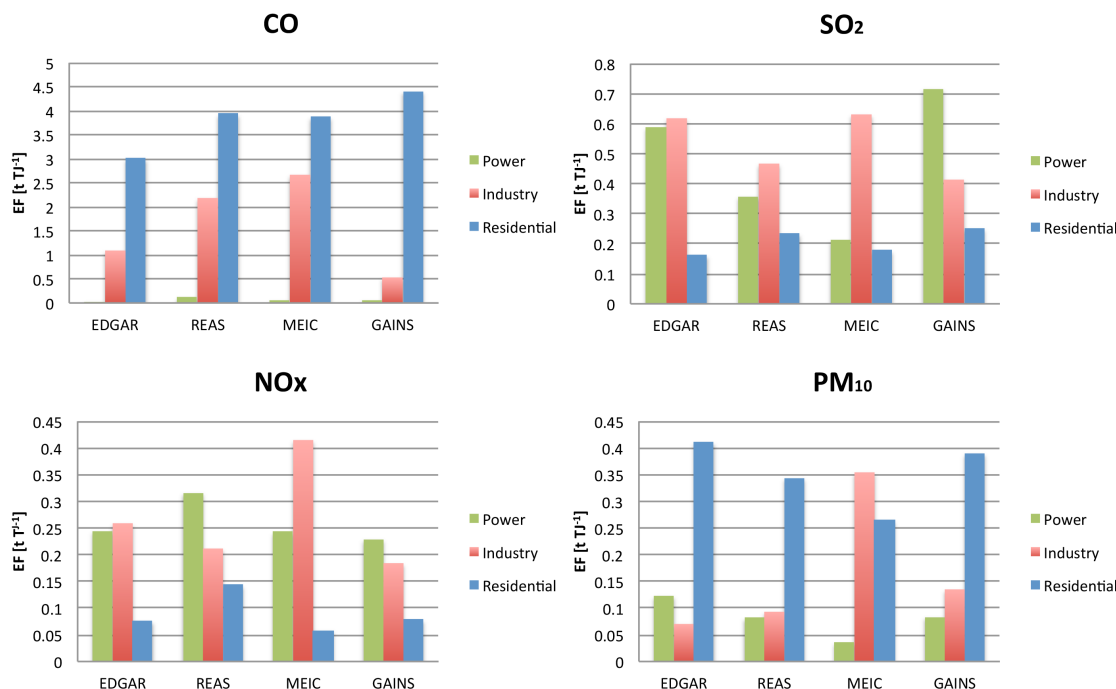 CO
5
4.5
4
3.5
3
2.5
2
1.5
1
0.5
0
EF [t TJ-1]
EDGAR REAS MEIC GAINS
Power
Industry
Residential
SO2
0.8
0.7
0.6
0.5
0.4
0.3
0.2
0.1
0
EF [t TJ-1]
EDGAR REAS MEIC GAINS
Power
Industry
Residential
NOx
0.45
0.4
0.35
0.3
0.25
0.2
0.15
0.1
0.05
0
EF [t TJ-1]
EDGAR REAS MEIC GAINS
Power
Industry
Residential
PM10
0.45
0.4
0.35
0.3
0.25
0.2
0.15
0.1
0.05
0
EF [t TJ-1]
EDGAR REAS MEIC GAINS
Power
Industry
Residential